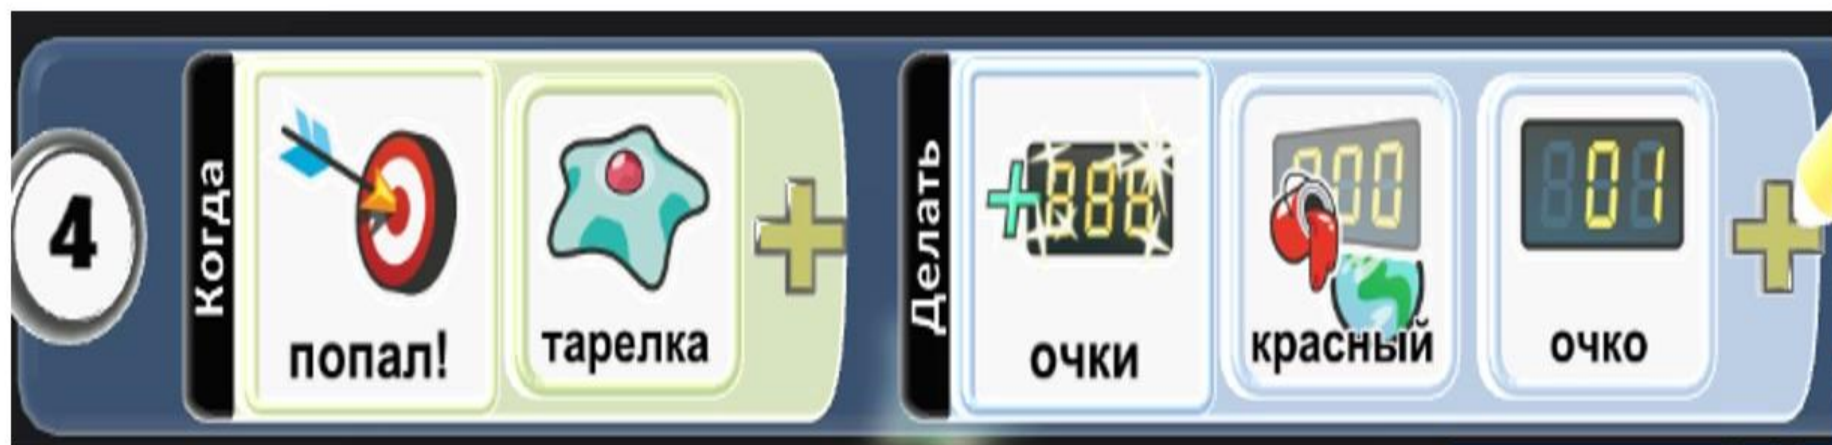 4
Когда
попал!
тарелка
Делать
очки
красный
очко